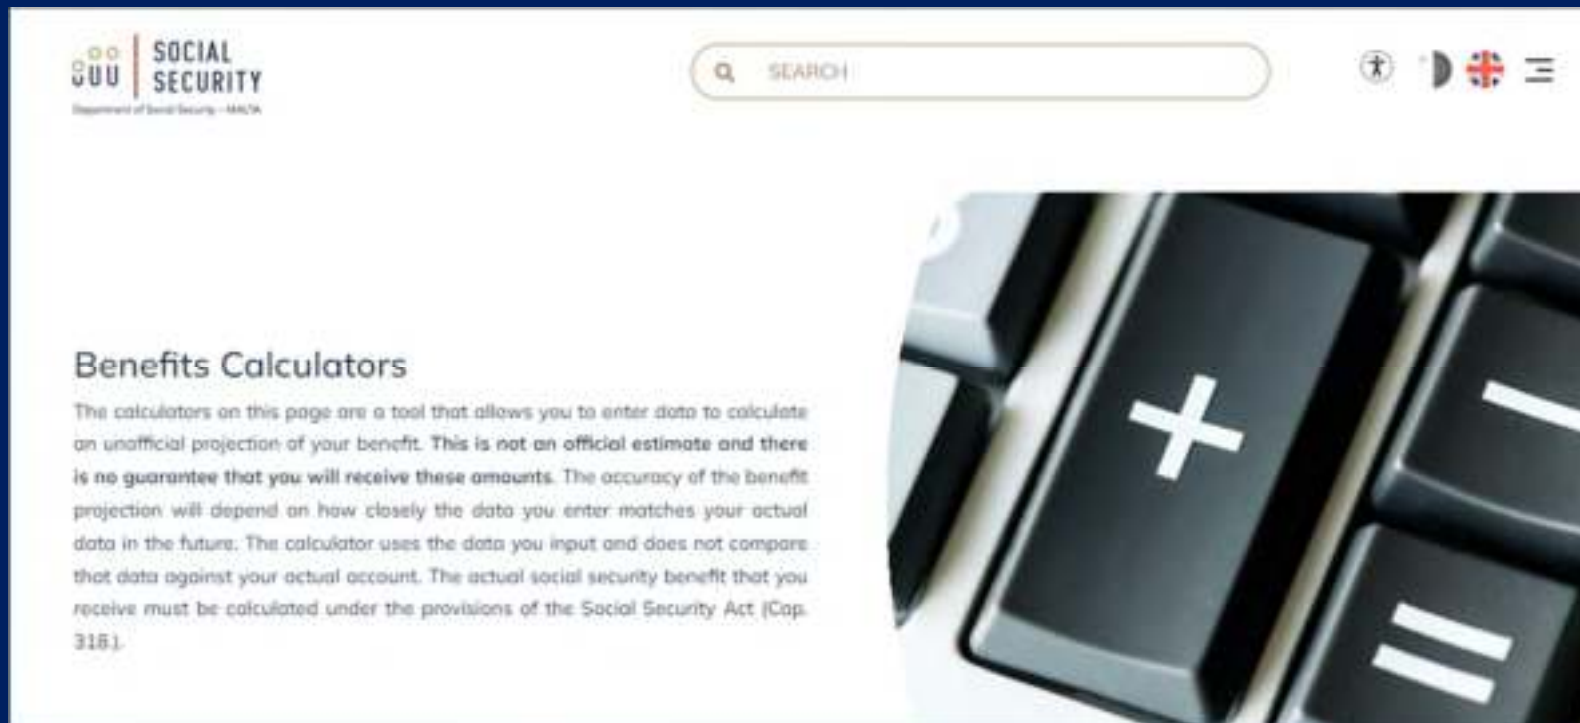 SOCIAL
SECURITY
Department of Social Security - MALTA
SEARCH
Benefits Calculators
The calculators on this page are a tool that allows you to enter data to calculate
an unofficial projection of your benefit. This is not an official estimate and there
is no guarantee that you will receive these amounts. The accuracy of the benefit
projection will depend on how closely the data you enter matches your actual
data in the future. The calculator uses the data you input and does not compare
that data against your actual account. The actual social security benefit that you
receive must be calculated under the provisions of the Social Security Act (Cap.
318).
+
=